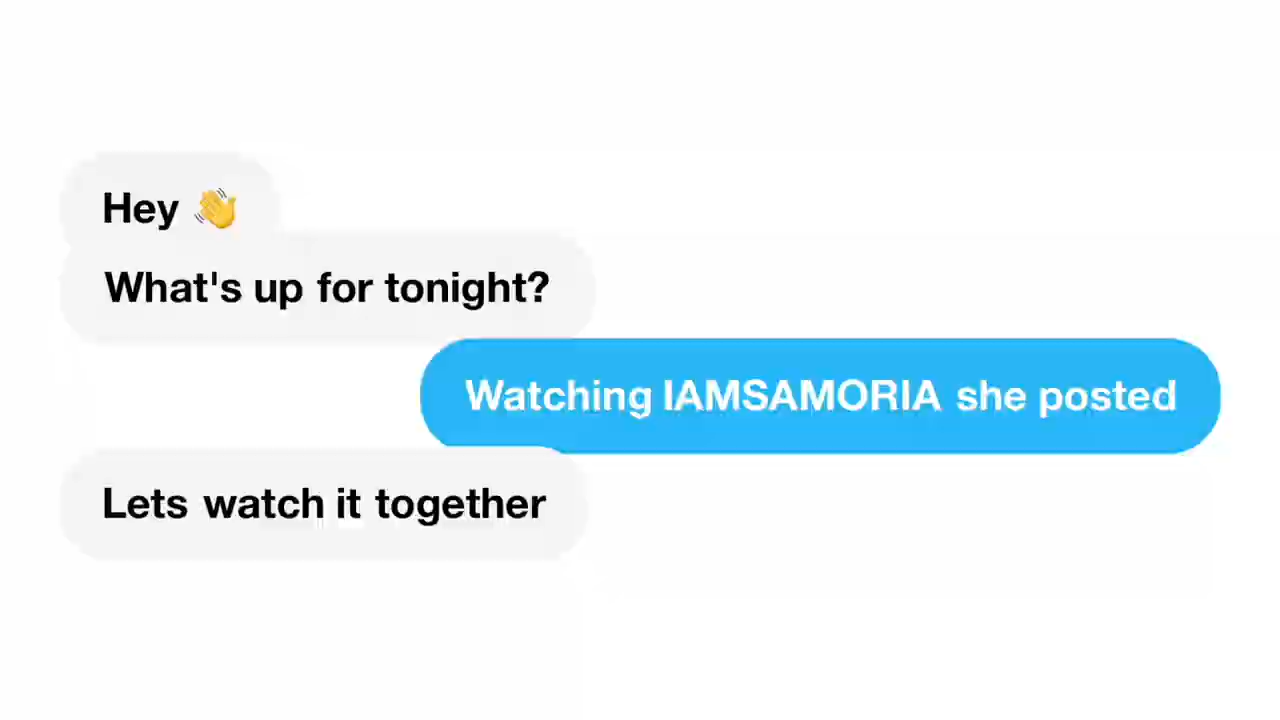 Hey 👋
What's up for tonight?
Watching IAMSAMORIA she posted
Lets watch it together